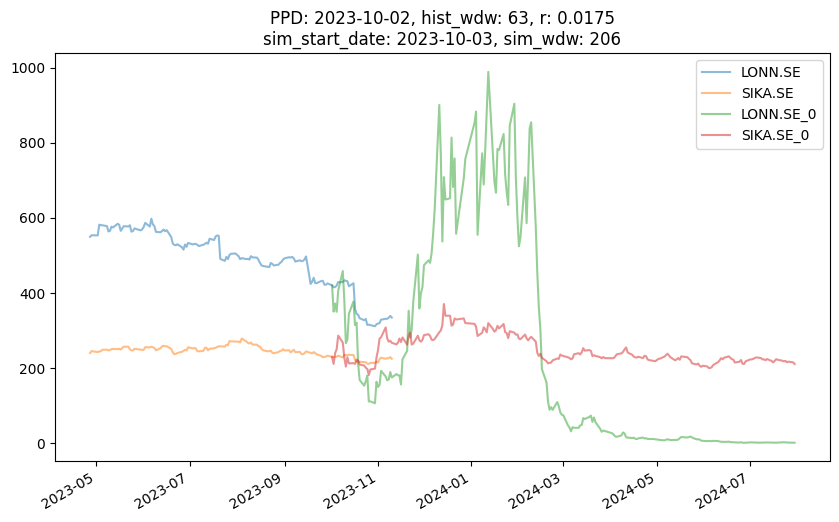 PPD: 2023-10-02, hist_wdw: 63, r: 0.0175
sim_start_date: 2023-10-03, sim_wdw: 206
LONN.SE
SIKA.SE
LONN.SE_0
SIKA.SE_0
1000
800
600
400
200
0
2023-05
2023-07
2023-09
2023-11
2024-01
2024-03
2024-05
2024-07